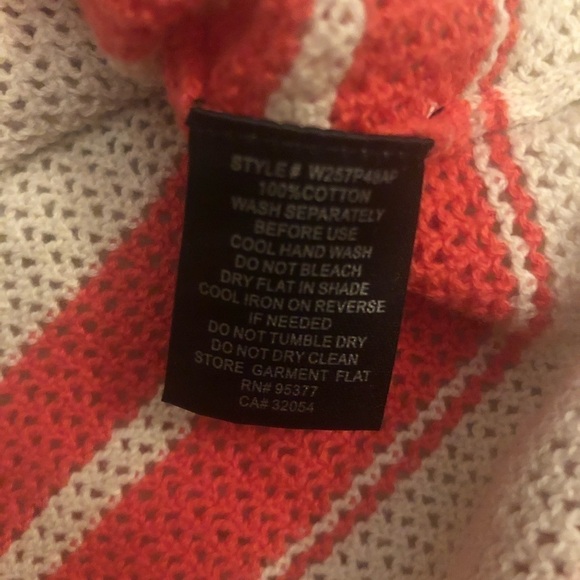 STYLE# W257P48AP
100%COTTON
WASH SEPARATELY
BEFORE USE
COOL HAND WASH
DO NOT BLEACH
DRY FLAT IN SHADE
COOL IRON ON REVERSE
IF NEEDED
DO NOT TUMBLE DRY
DO NOT DRY CLEAN
STORE GARMENT FLAT
RN# 95377
CA# 32054